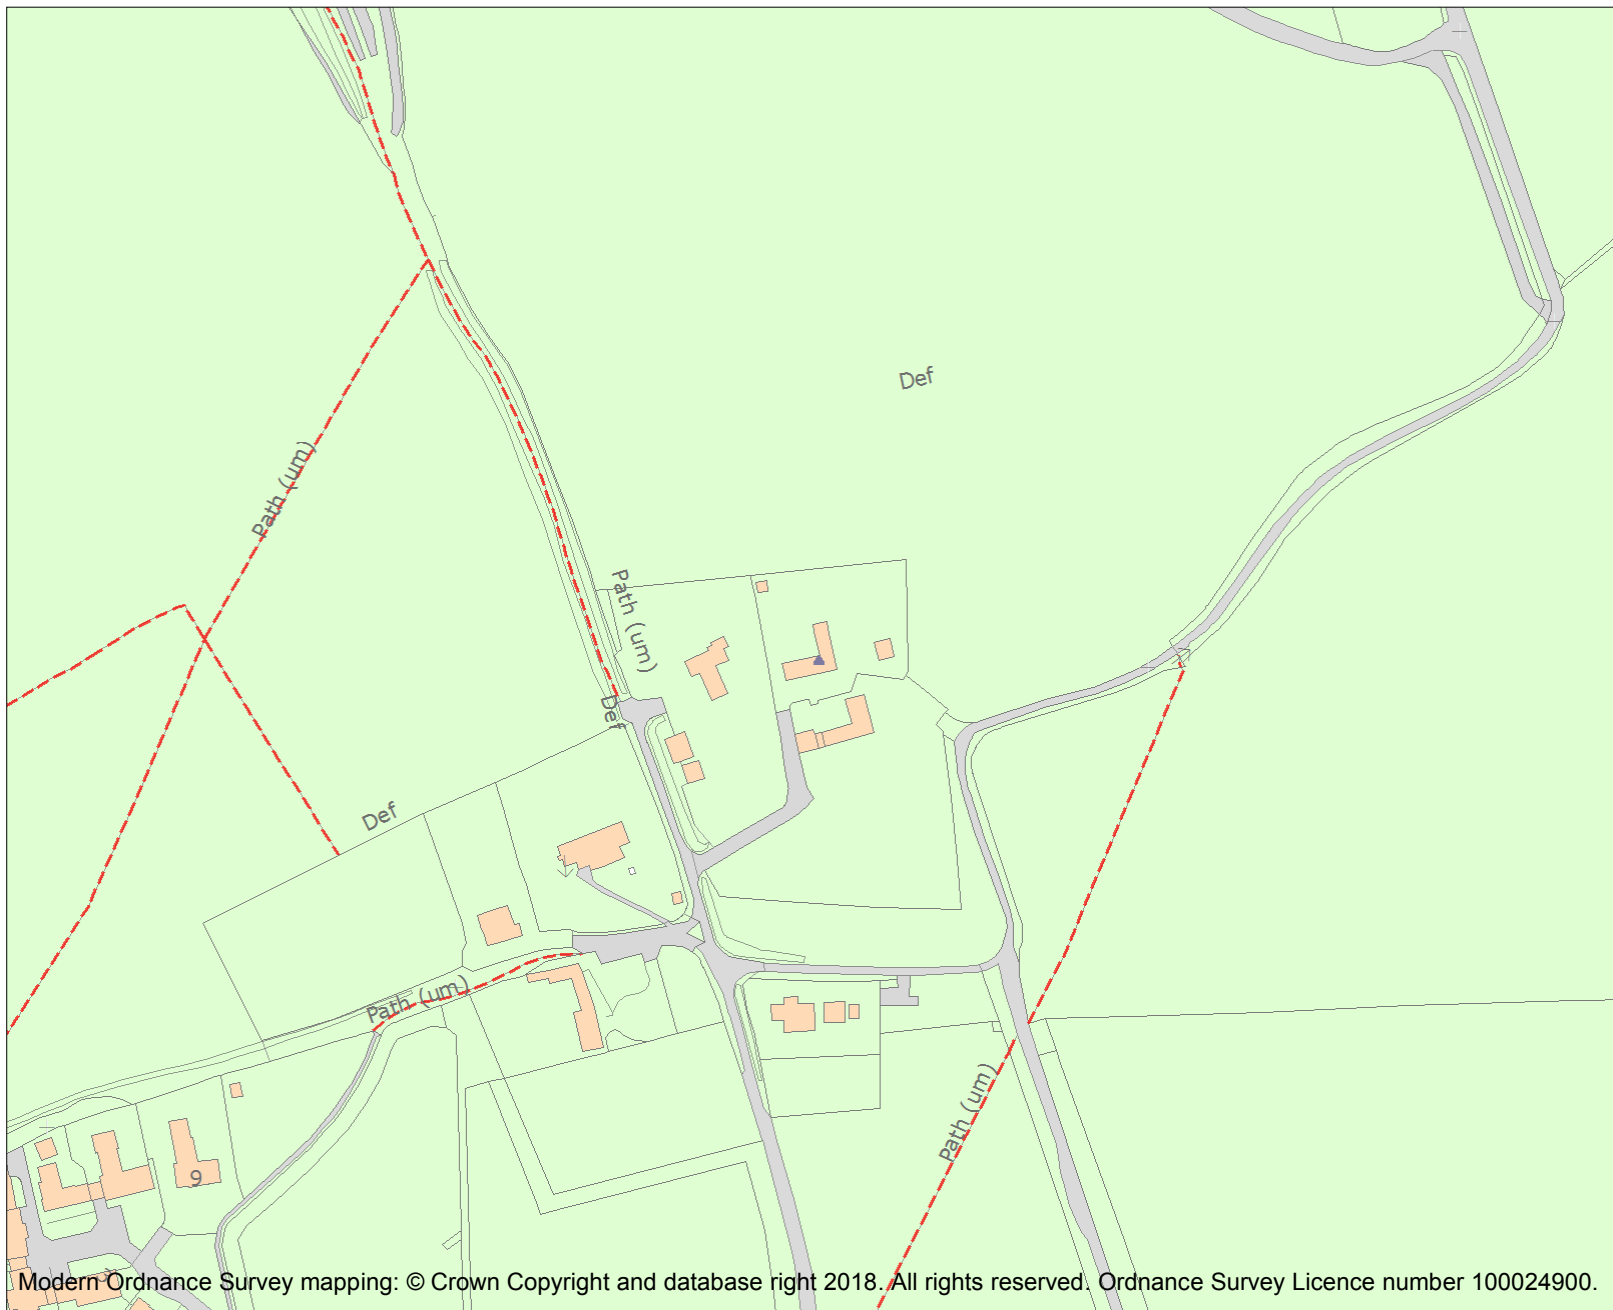 Def
Path (um)
Path (um)
Def
Def
Path (um)
Path (um)
9
Modern Ordnance Survey mapping: © Crown Copyright and database right 2018. All rights reserved. Ordnance Survey Licence number 100024900.